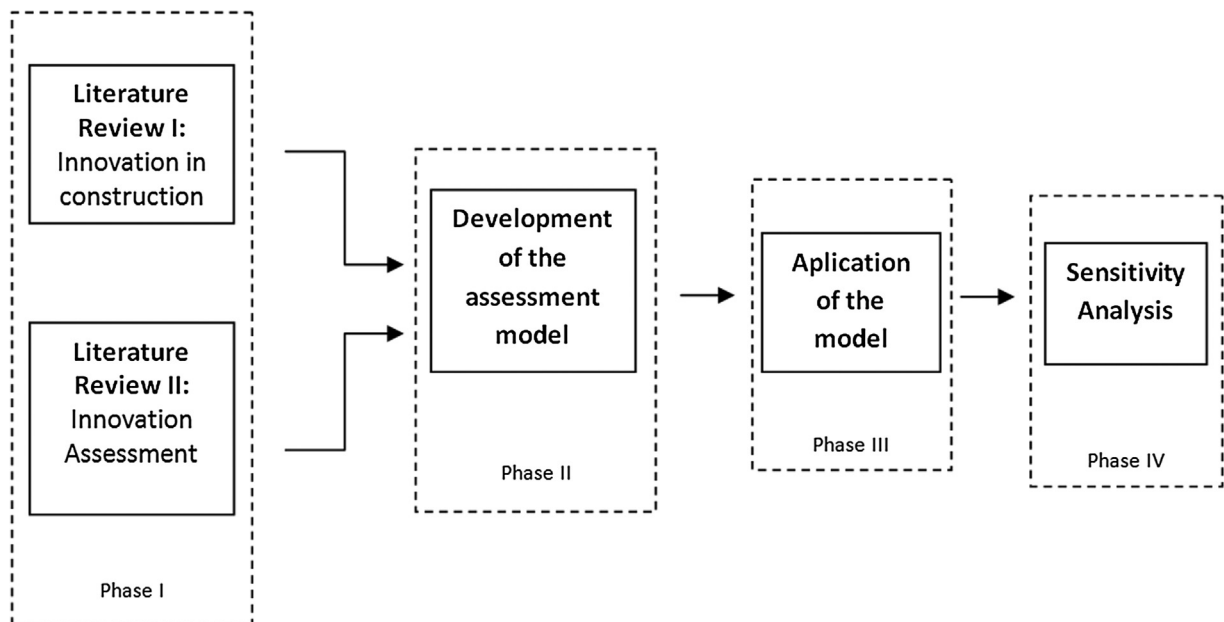 Literature
Review I:
Innovation in
construction
Literature
Review II:
Innovation
Assessment
Phase I
Development
of the
assessment
model
Phase II
Aplication
of the
model
Phase III
Sensitivity
Analysis
Phase IV